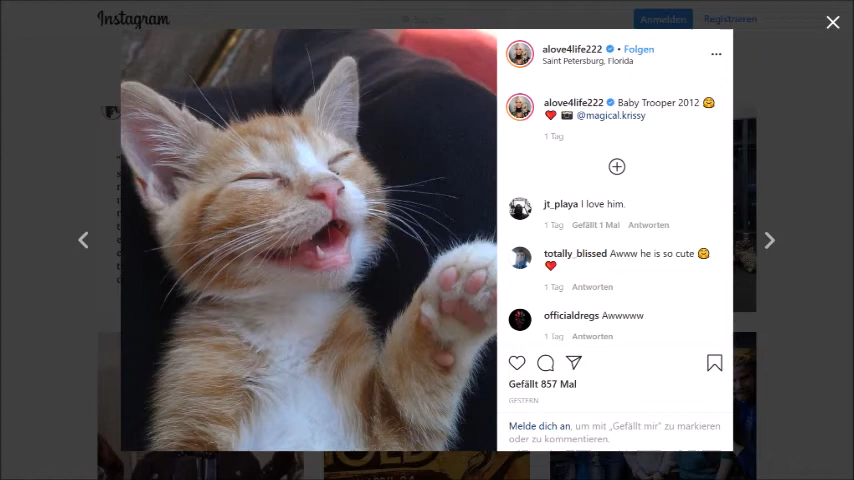 Instagram
Anmelden
Registrieren
alove4life222 • Folgen
Saint Petersburg, Florida
alove4life222 Baby Trooper 2012 🤗
❤️ 📷 @magical.krissy
1 Tag
jt_playa I love him.
1 Tag Gefällt 1 Mal Antworten
totally_blissed Awww he is so cute 🤗
❤️
1 Tag Antworten
officialdregs Awwwww
1 Tag Antworten
Gefällt 857 Mal
GESTERN
Melde dich an, um mit „Gefällt mir“ zu markieren
oder zu kommentieren.